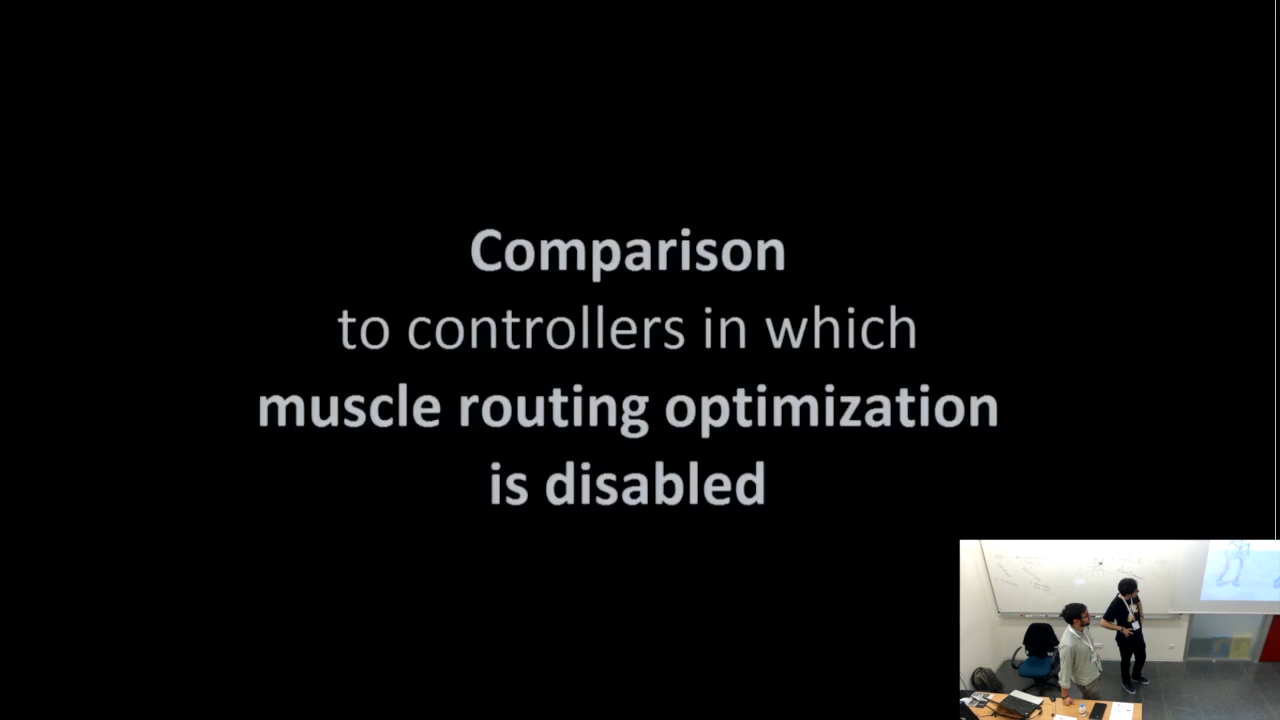 Comparison
to controllers in which
muscle routing optimization
is disabled